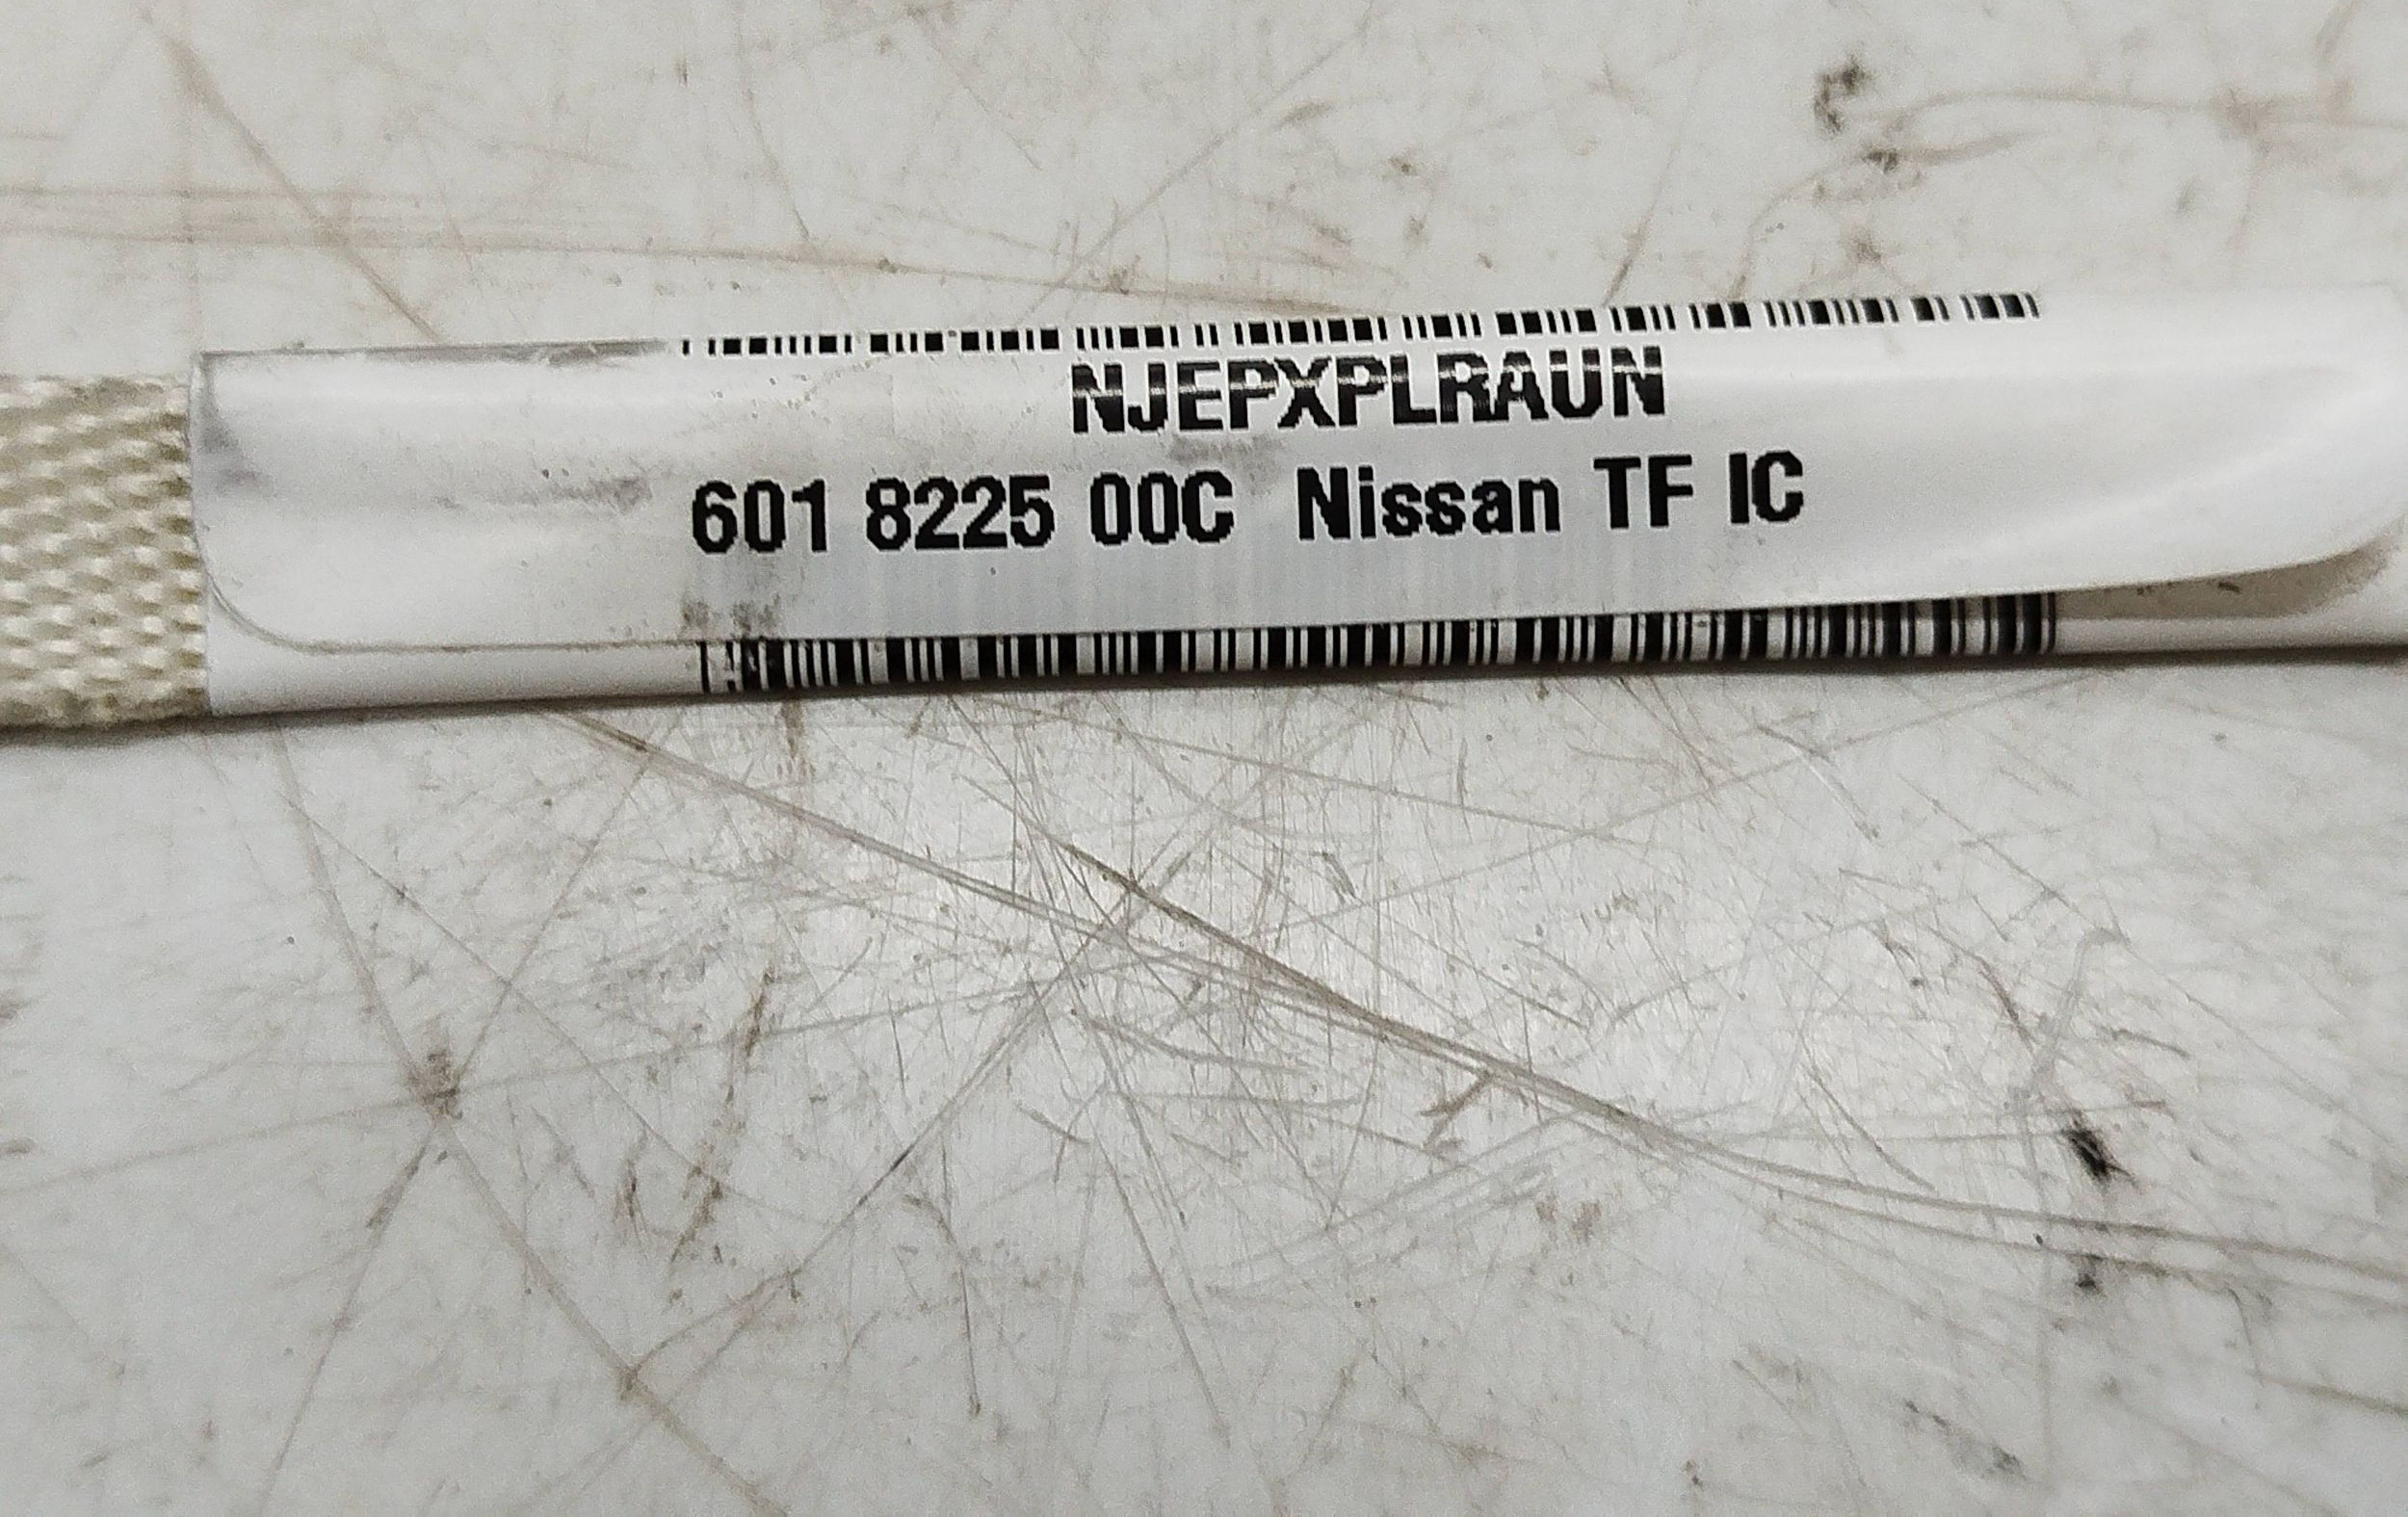 NJEPXPLRAUN
601 8225 00C Nissan TF IC